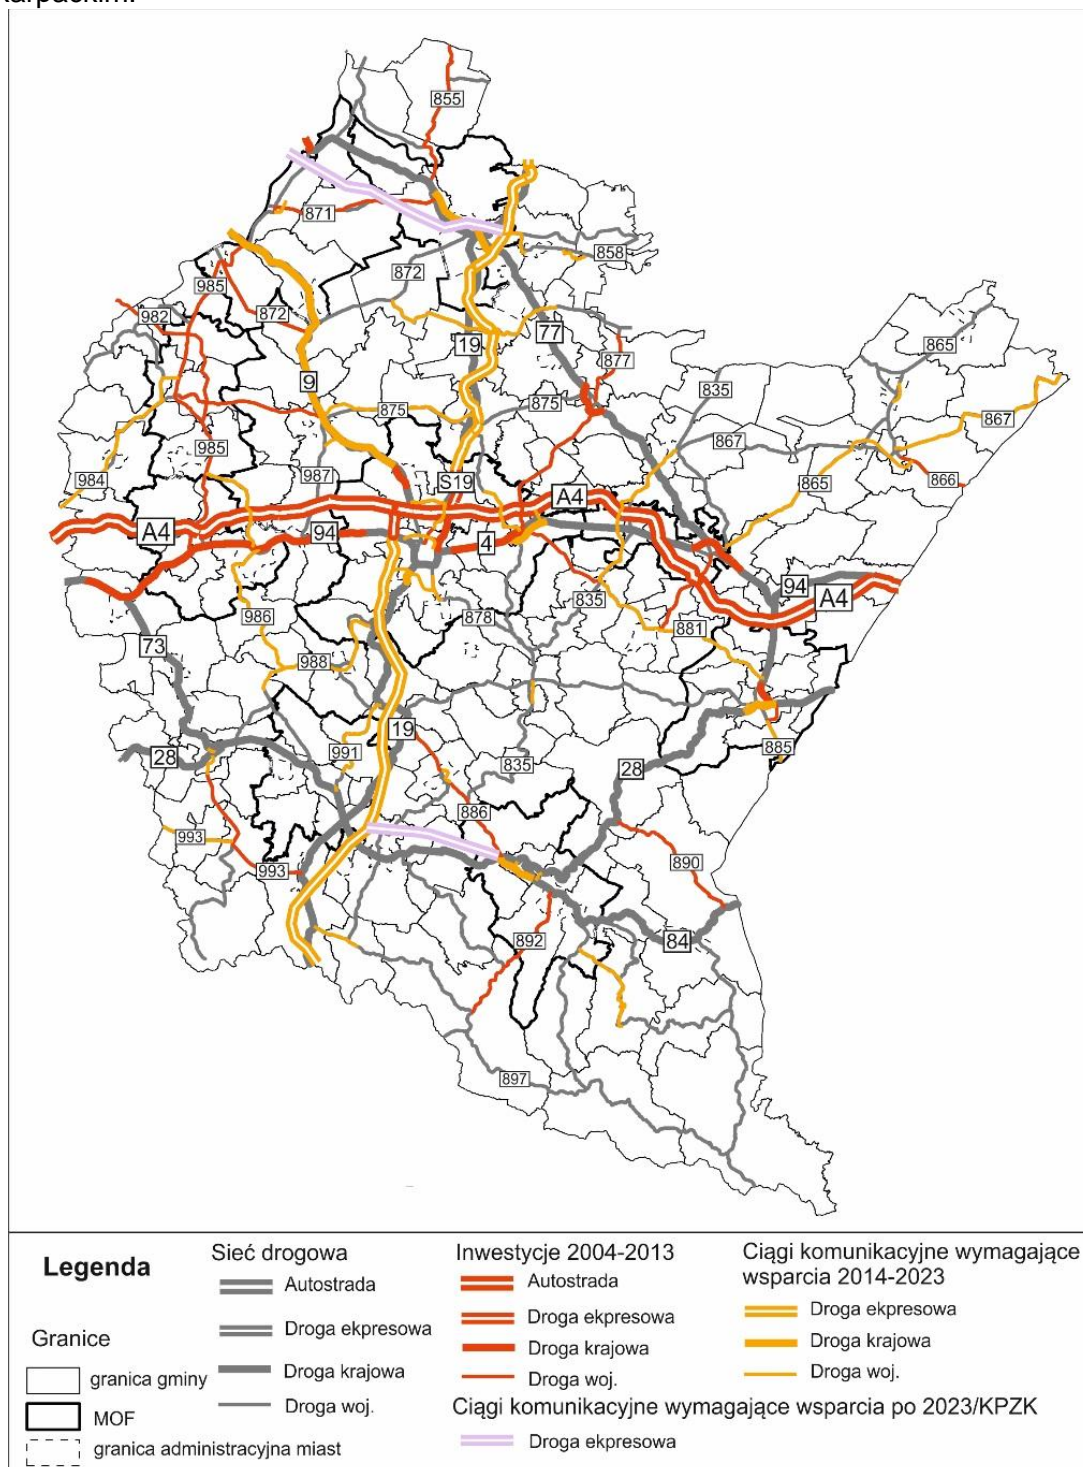 karpackim.
855
871
872
858
985
982
872
19
77
877
865
9
835
875
875
867
867
985
987
984
S19
A4
865
866
A4
94
4
94
A4
835
986
878
881
73
988
19
991
885
28
835
28
886
993
993
890
892
84
897
Legenda
Granice
granica gminy
MOF
granica administracyjna miast
Sieć drogowa
Autostrada
Droga ekpresowa
Droga krajowa
Droga woj.
Inwestycje 2004-2013
Autostrada
Droga ekpresowa
Droga krajowa
Droga woj.
Ciągi komunikacyjne wymagające
wsparcia 2014-2023
Droga ekpresowa
Droga krajowa
Droga woj.
Ciągi komunikacyjne wymagające wsparcia po 2023/KPZK
Droga ekpresowa